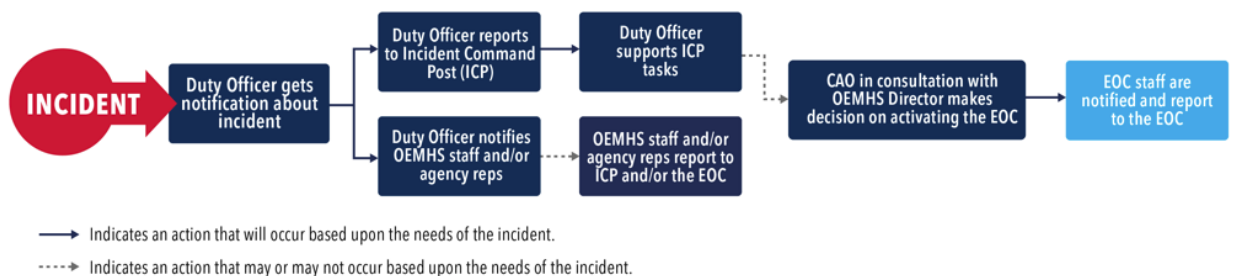 INCIDENT
Duty Officer gets
notification about
incident
Duty Officer reports
to Incident Command
Post (ICP)
Duty Officer
supports ICP
tasks
Duty Officer notifies
OEMHS staff and/or
agency reps
OEMHS staff and/or
agency reps report to
ICP and/or the EOC
CAO in consultation with
OEMHS Director makes
decision on activating the EOC
EOC staff are
notified and report
to the EOC
Indicates an action that will occur based upon the needs of the incident.
Indicates an action that may or may not occur based upon the needs of the incident.